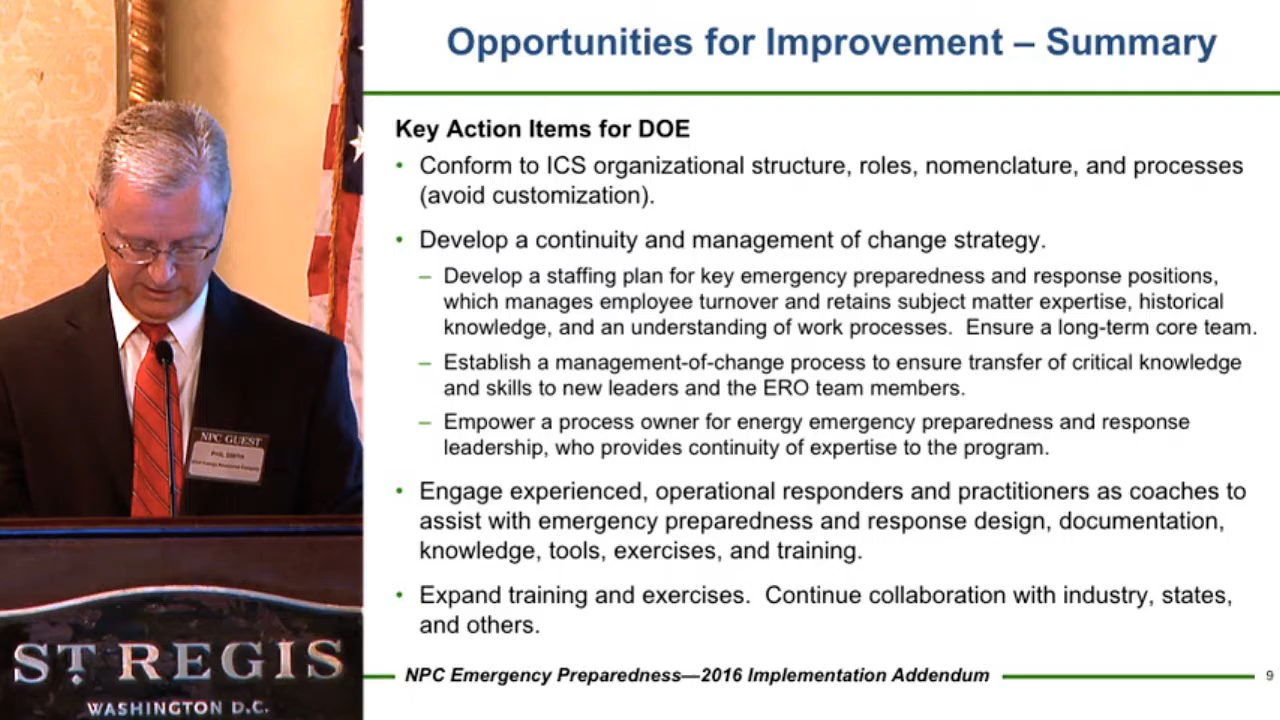 Opportunities for Improvement – Summary
Key Action Items for DOE
• Conform to ICS organizational structure, roles, nomenclature, and processes
(avoid customization).
• Develop a continuity and management of change strategy.
– Develop a staffing plan for key emergency preparedness and response positions,
which manages employee turnover and retains subject matter expertise, historical
knowledge, and an understanding of work processes.  Ensure a long-term core team.
– Establish a management-of-change process to ensure transfer of critical knowledge
and skills to new leaders and the ERO team members.
– Empower a process owner for energy emergency preparedness and response
leadership, who provides continuity of expertise to the program.
• Engage experienced, operational responders and practitioners as coaches to
assist with emergency preparedness and response design, documentation,
knowledge, tools, exercises, and training.
• Expand training and exercises.  Continue collaboration with industry, states,
and others.
NPC Emergency Preparedness—2016 Implementation Addendum
9
NPC GUEST
PHIL SMITH
ST. REGIS
WASHINGTON D.C.